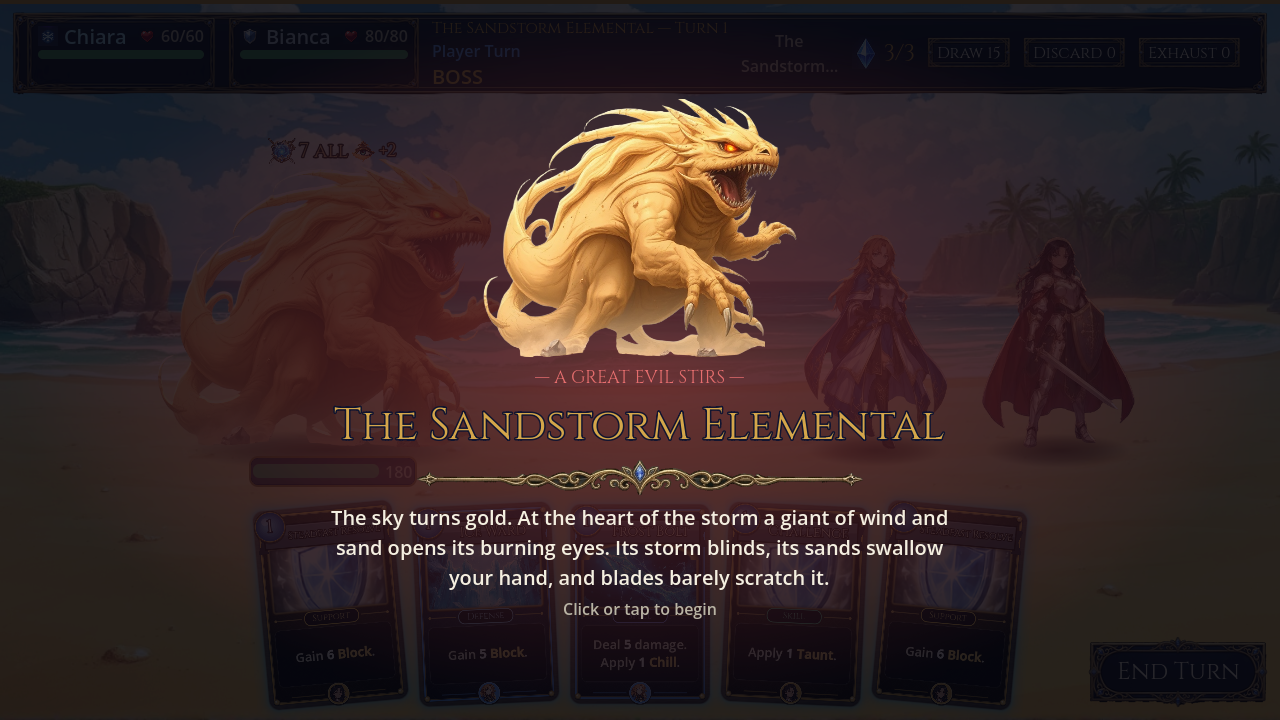 Chiara 60/60
Bianca 80/80
The Sandstorm Elemental — Turn 1
Player Turn
BOSS
The
Sandstorm...
3/3
Draw 15
Discard 0
Exhaust 0
7 ALL +2
— A GREAT EVIL STIRS —
The Sandstorm Elemental
180
The sky turns gold. At the heart of the storm a giant of wind and
sand opens its burning eyes. Its storm blinds, its sands swallow
your hand, and blades barely scratch it.
Click or tap to begin
1
Support
Gain 6 Block.
Defense
Gain 5 Block.
Deal 5 damage.
Apply 1 Chill.
Skill
Apply 1 Taunt.
Support
Gain 6 Block.
End Turn